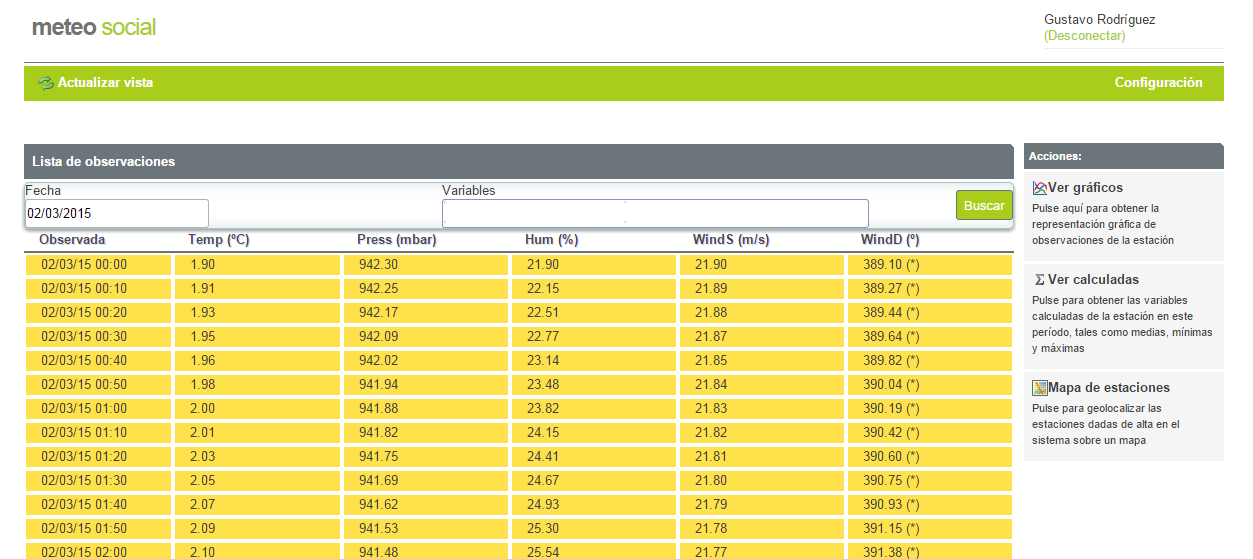 meteo social
Gustavo Rodríguez
(Desconectar)
Actualizar vista Configuración
Lista de observaciones
Fecha Variables
02/03/2015 Buscar
Observada Temp (ºC) Press (mbar) Hum (%) WindS (m/s) WindD (º)
02/03/15 00:00 1.90 942.30 21.90 21.90 389.10 (*)
02/03/15 00:10 1.91 942.25 22.15 21.89 389.27 (*)
02/03/15 00:20 1.93 942.17 22.51 21.88 389.44 (*)
02/03/15 00:30 1.95 942.09 22.77 21.87 389.64 (*)
02/03/15 00:40 1.96 942.02 23.14 21.85 389.82 (*)
02/03/15 00:50 1.98 941.94 23.48 21.84 390.04 (*)
02/03/15 01:00 2.00 941.88 23.82 21.83 390.19 (*)
02/03/15 01:10 2.01 941.82 24.15 21.82 390.42 (*)
02/03/15 01:20 2.03 941.75 24.41 21.81 390.60 (*)
02/03/15 01:30 2.05 941.69 24.67 21.80 390.75 (*)
02/03/15 01:40 2.07 941.62 24.93 21.79 390.93 (*)
02/03/15 01:50 2.09 941.53 25.30 21.78 391.15 (*)
02/03/15 02:00 2.10 941.48 25.54 21.77 391.38 (*)
Acciones:
Ver gráficos
Pulse aquí para obtener la
representación gráfica de
observaciones de la estación
Σ Ver calculadas
Pulse para obtener las variables
calculadas de la estación en este
período, tales como medias, mínimas
y máximas
Mapa de estaciones
Pulse para geolocalizar las
estaciones dadas de alta en el
sistema sobre un mapa